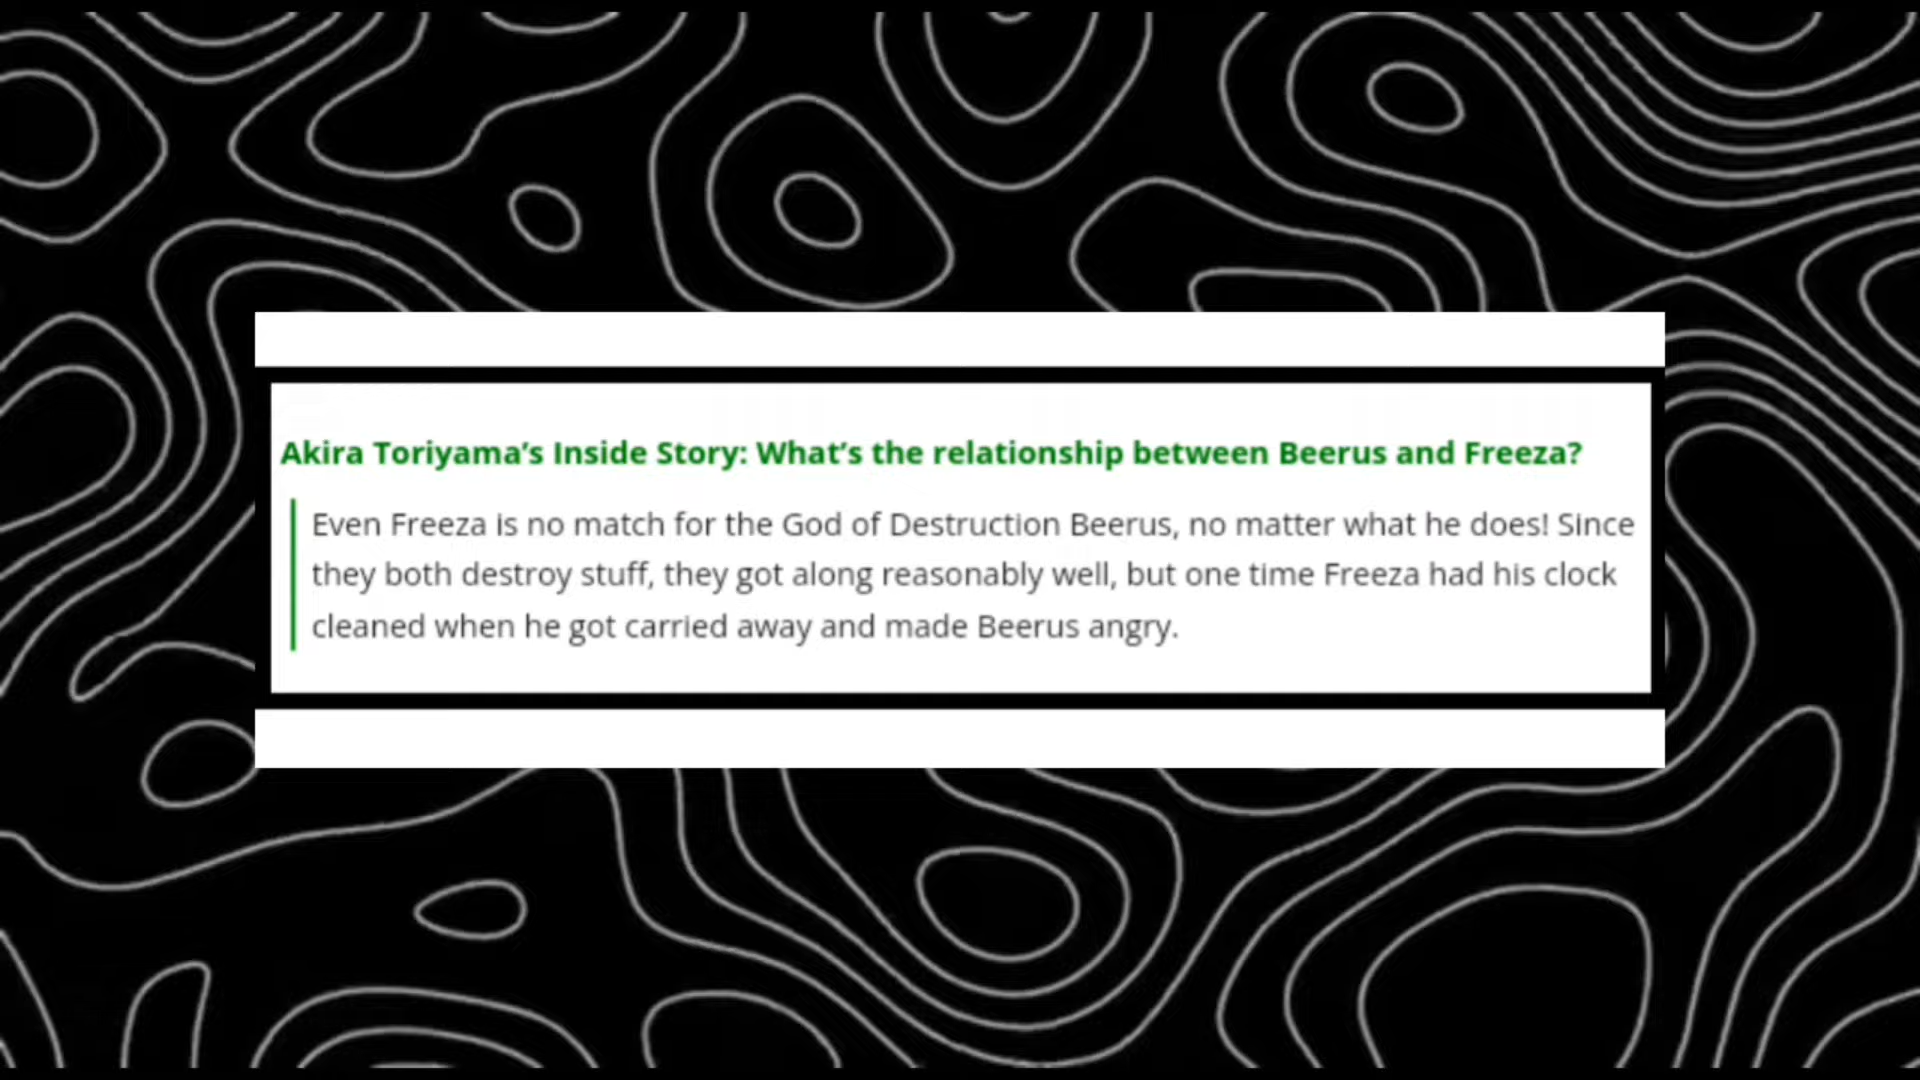 Akira Toriyama’s Inside Story: What’s the relationship between Beerus and Freeza?
Even Freeza is no match for the God of Destruction Beerus, no matter what he does! Since
they both destroy stuff, they got along reasonably well, but one time Freeza had his clock
cleaned when he got carried away and made Beerus angry.